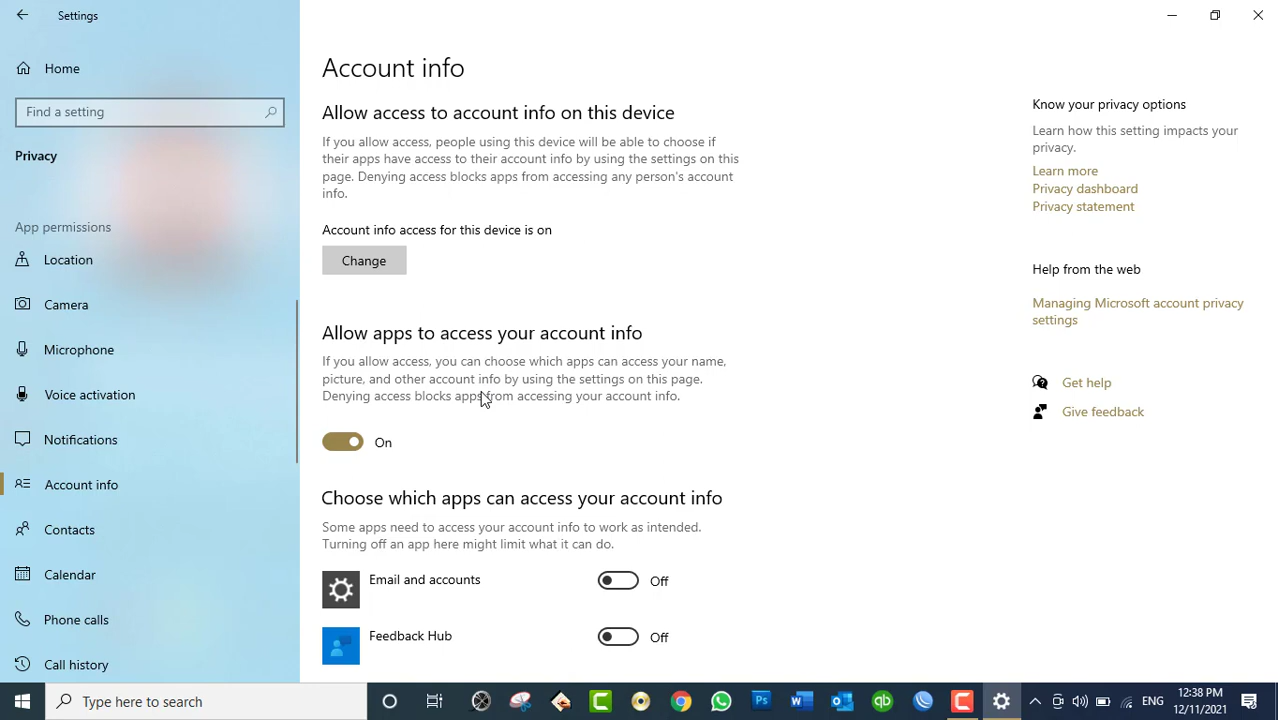 Settings
Home
Find a setting
Privacy
App permissions
Location
Camera
Microphone
Voice activation
Notifications
Account info
Contacts
Calendar
Phone calls
Call history
Account info
Allow access to account info on this device
If you allow access, people using this device will be able to choose if
their apps have access to their account info by using the settings on this
page. Denying access blocks apps from accessing any person's account
info.
Account info access for this device is on
Change
Allow apps to access your account info
If you allow access, you can choose which apps can access your name,
picture, and other account info by using the settings on this page.
Denying access blocks apps from accessing your account info.
On
Choose which apps can access your account info
Some apps need to access your account info to work as intended.
Turning off an app here might limit what it can do.
Email and accounts
Off
Feedback Hub
Off
Know your privacy options
Learn how this setting impacts your
privacy.
Learn more
Privacy dashboard
Privacy statement
Help from the web
Managing Microsoft account privacy
settings
Get help
Give feedback
Type here to search
ENG
12:38 PM
12/11/2021